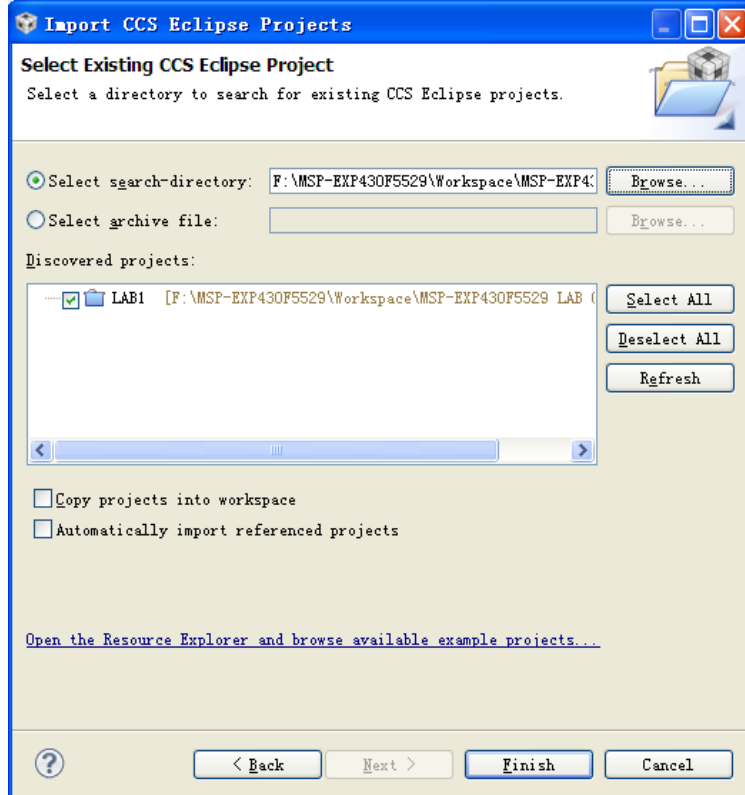 Import CCS Eclipse Projects
Select Existing CCS Eclipse Project
Select a directory to search for existing CCS Eclipse projects.
Select search-directory: F:\MSP-EXP430F5529\Workspace\MSP-EXP43 Browse...
Select archive file: Browse...
Discovered projects:
LAB1 [F:\MSP-EXP430F5529\Workspace\MSP-EXP430F5529 LAB Select All
Deselect All
Refresh
Copy projects into workspace
Automatically import referenced projects
Open the Resource Explorer and browse available example projects...
? < Back Next > Finish Cancel